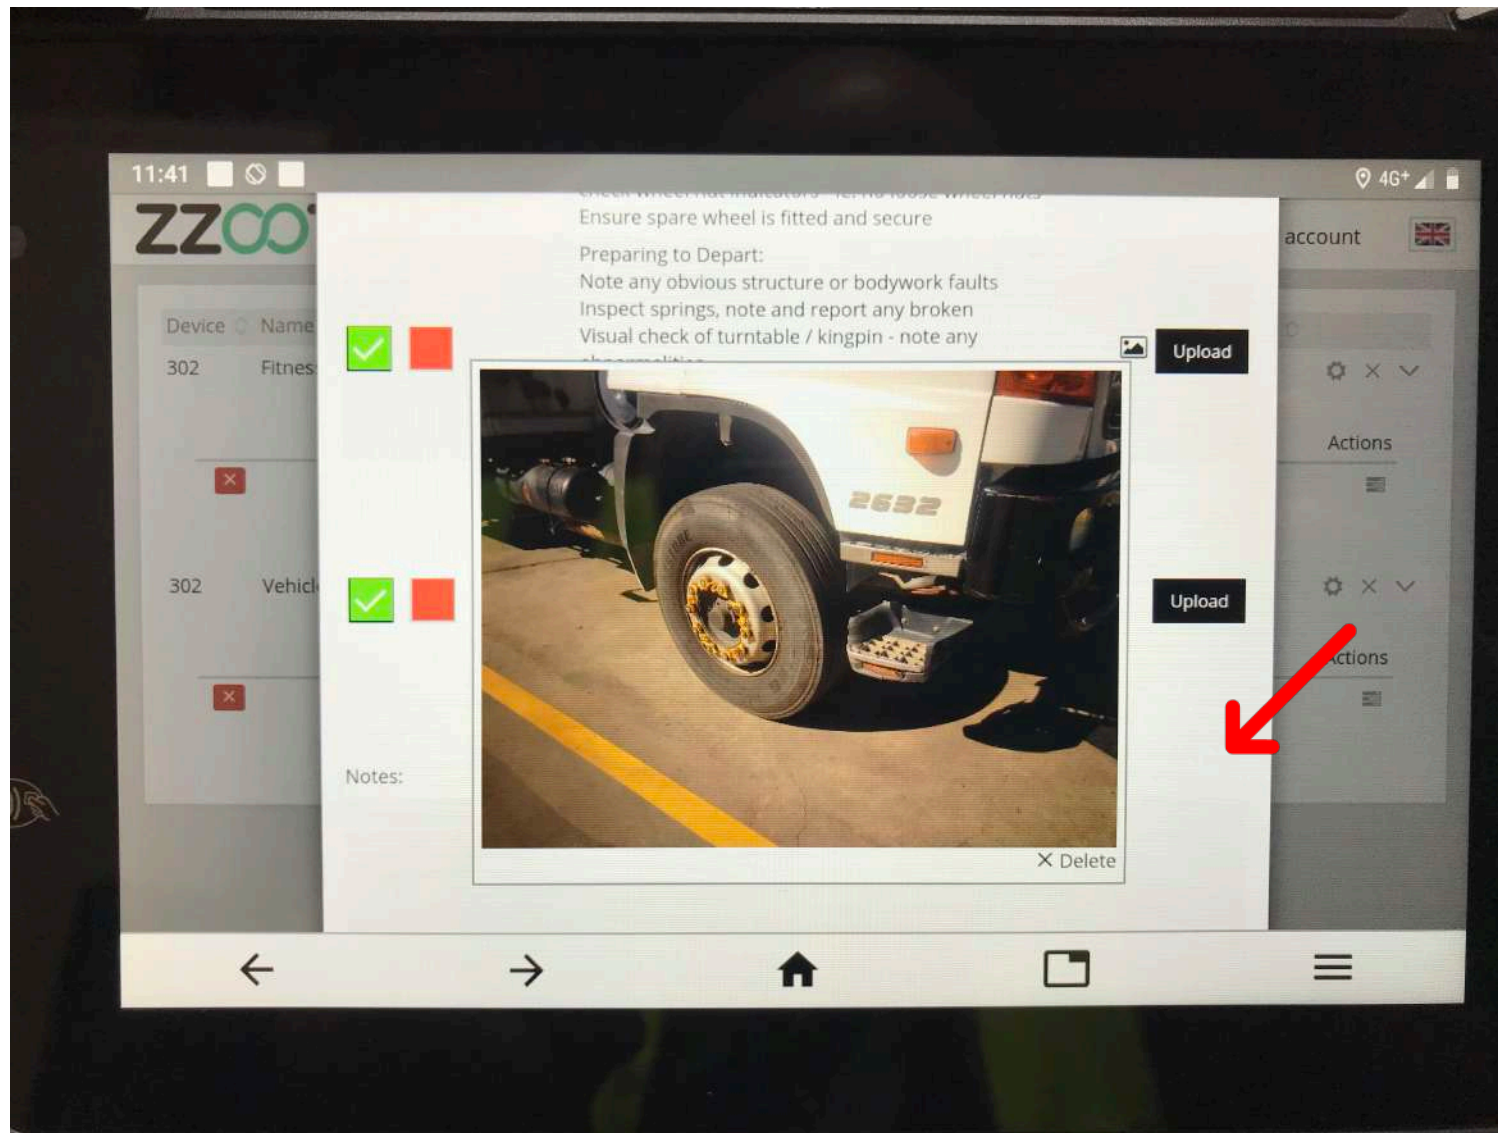 11:41
4G+
ZZOO
account
Ensure spare wheel is fitted and secure
Preparing to Depart:
Note any obvious structure or bodywork faults
Inspect springs, note and report any broken
Visual check of turntable / kingpin - note any
Upload
Device Name
302 Fitnes
Actions
2632
302 Vehicl
Upload
Actions
Notes:
Delete